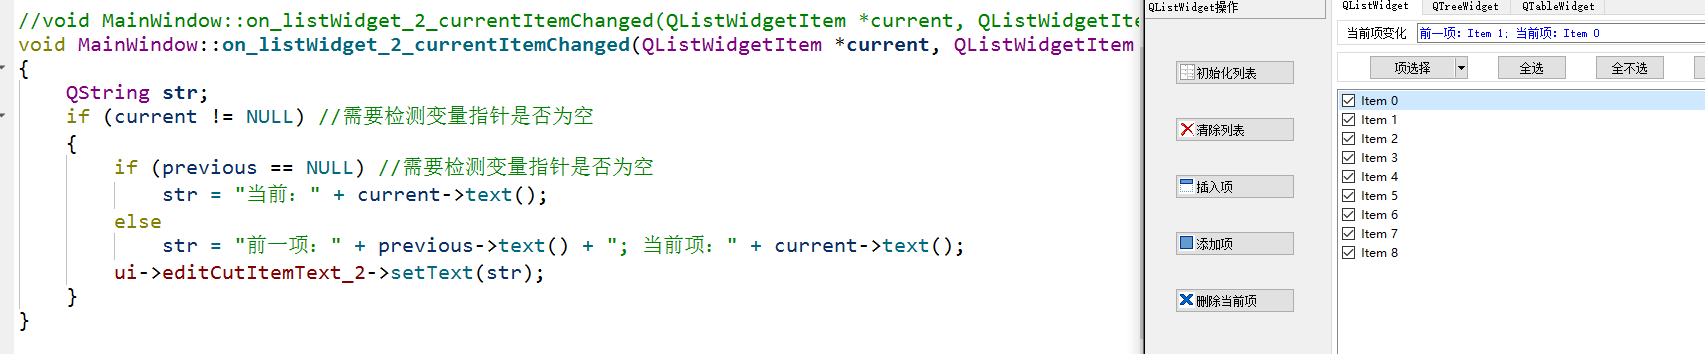 //void MainWindow::on_listWidget_2_currentItemChanged(QListWidgetItem *current, QListWidgetIte
void MainWindow::on_listWidget_2_currentItemChanged(QListWidgetItem *current, QListWidgetItem
{
QString str;
if (current != NULL) //需要检测变量指针是否为空
{
if (previous == NULL) //需要检测变量指针是否为空
str = "当前：" + current->text();
else
str = "前一项：" + previous->text() + "; 当前项：" + current->text();
ui->editCutItemText_2->setText(str);
}
}
QListWidget操作
初始化列表
清除列表
插入项
添加项
删除当前项
QListWidget QTreeWidget QTableWidget
当前项变化 前一项：Item 1; 当前项：Item 0
项选择 全选 全不选
Item 0
Item 1
Item 2
Item 3
Item 4
Item 5
Item 6
Item 7
Item 8